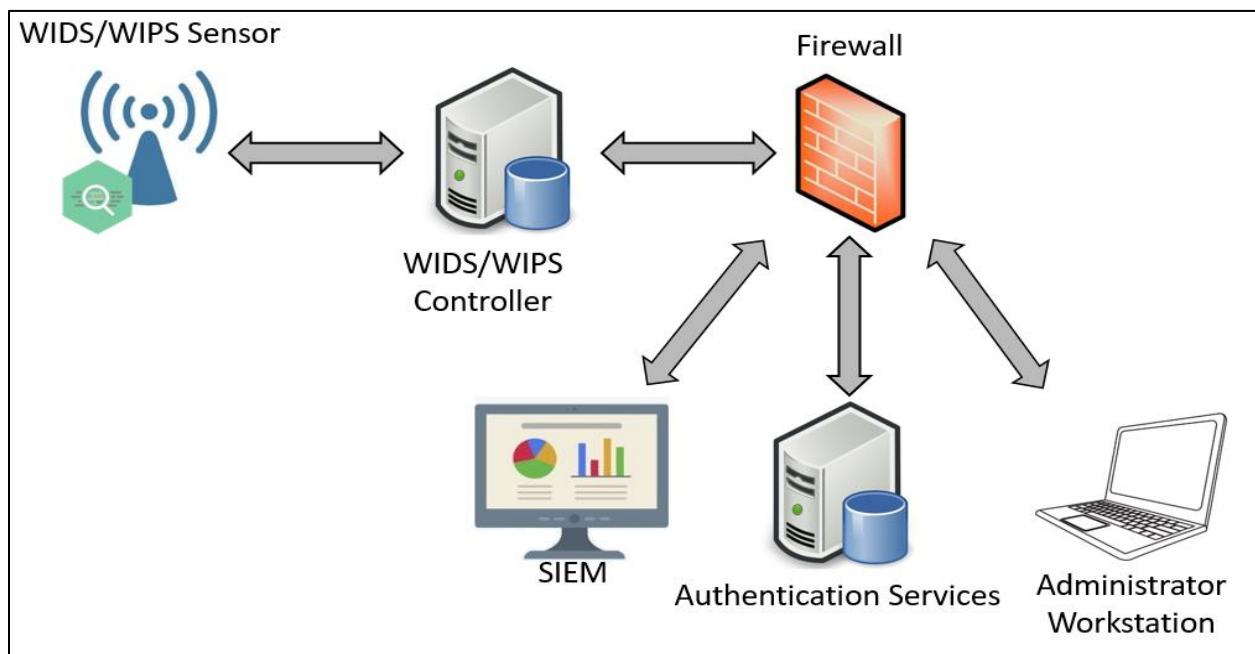 WIDS/WIPS Sensor
Firewall
WIDS/WIPS
Controller
SIEM
Authentication Services
Administrator
Workstation